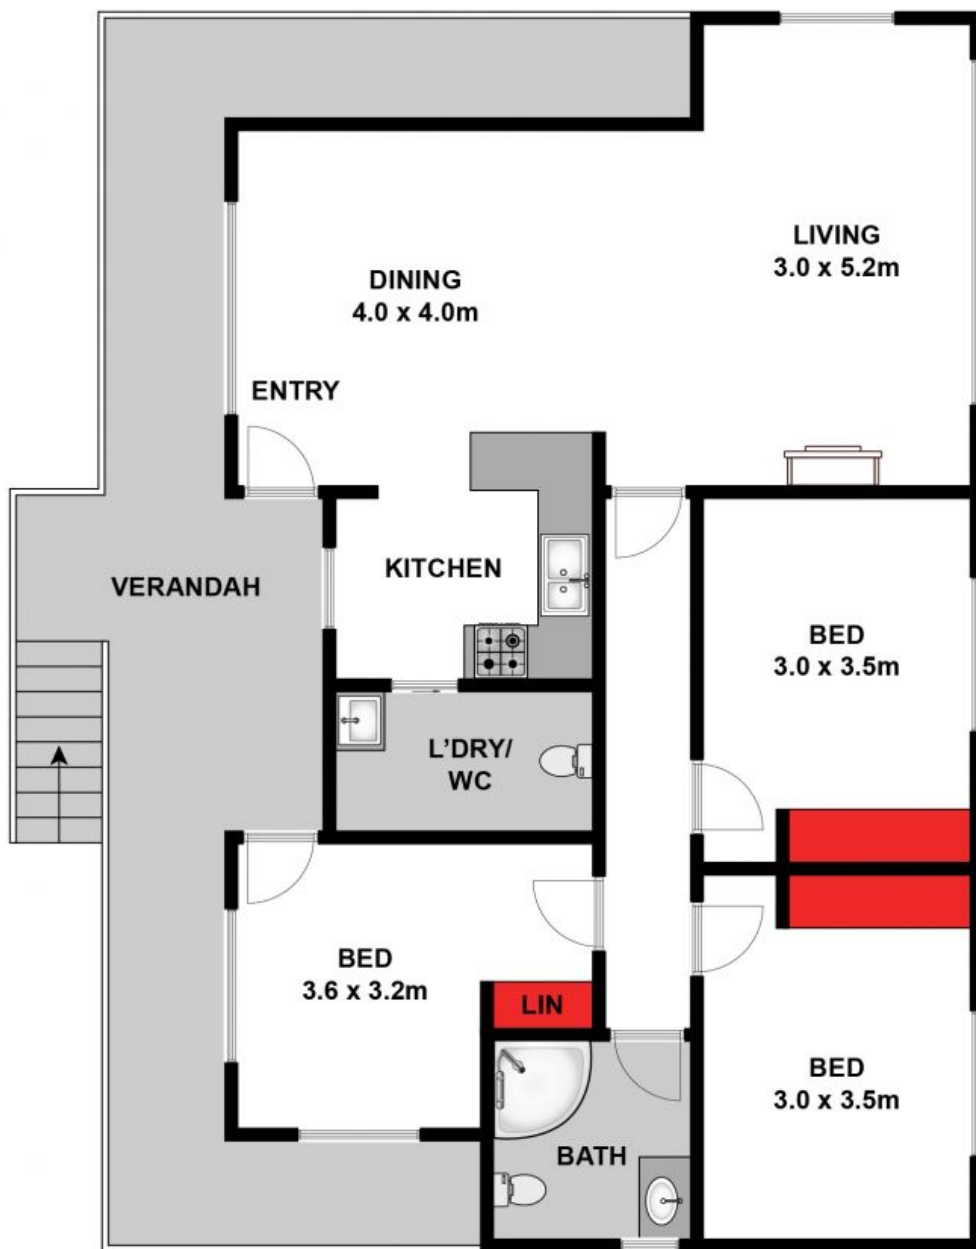 LIVING
3.0 x 5.2m
DINING
4.0 x 4.0m
ENTRY
KITCHEN
VERANDAH
BED
3.0 x 3.5m
L'DRY/
WC
BED
3.6 x 3.2m
LIN
BED
3.0 x 3.5m
BATH